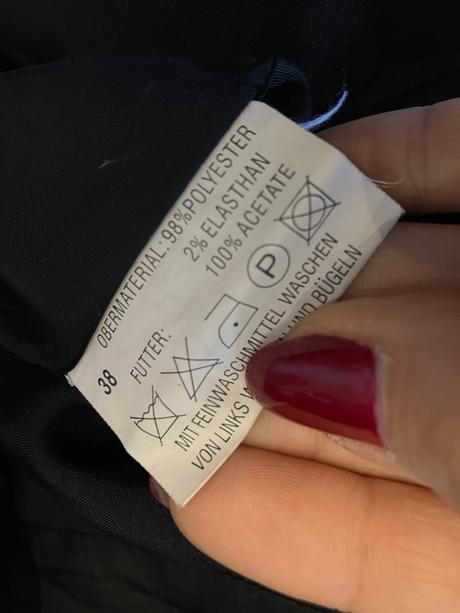 OBERMATERIAL: 98%POLYESTER
2% ELASTHAN
FUTTER: 100% ACETATE
38
P
MIT FEINWASCHMITTEL WASCHEN
VON LINKS UND BÜGELN